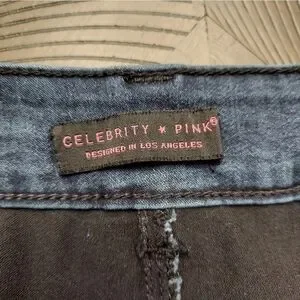 CELEBRITY ★ PINK®
DESIGNED IN LOS ANGELES